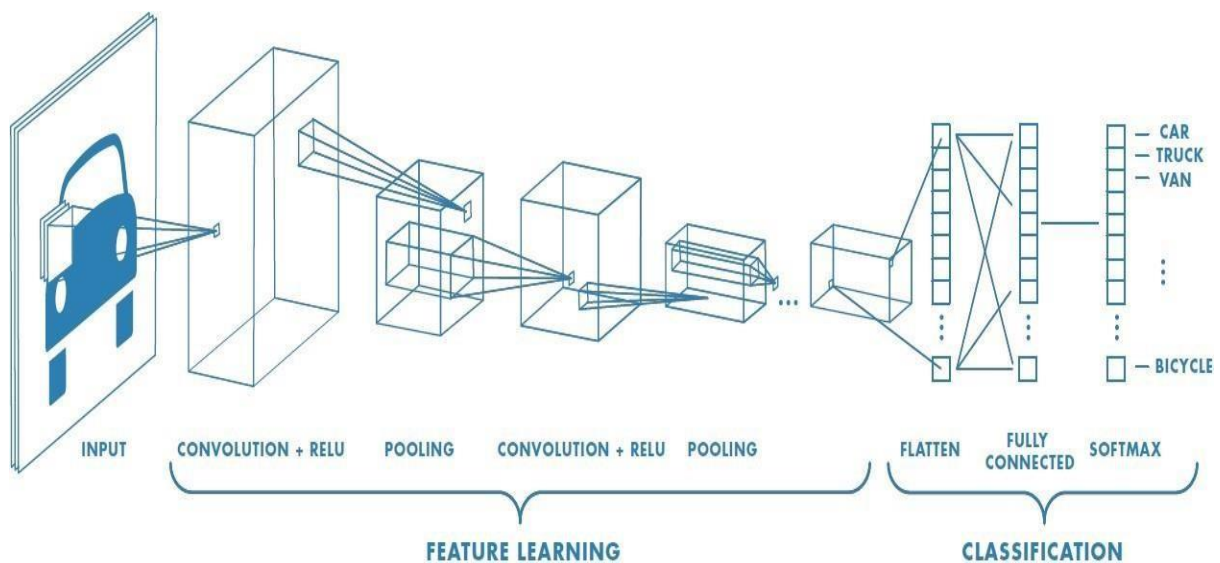 CAR
TRUCK
VAN
BICYCLE
INPUT
CONVOLUTION + RELU
POOLING
CONVOLUTION + RELU
POOLING
FLATTEN
FULLY
CONNECTED
SOFTMAX
FEATURE LEARNING
CLASSIFICATION